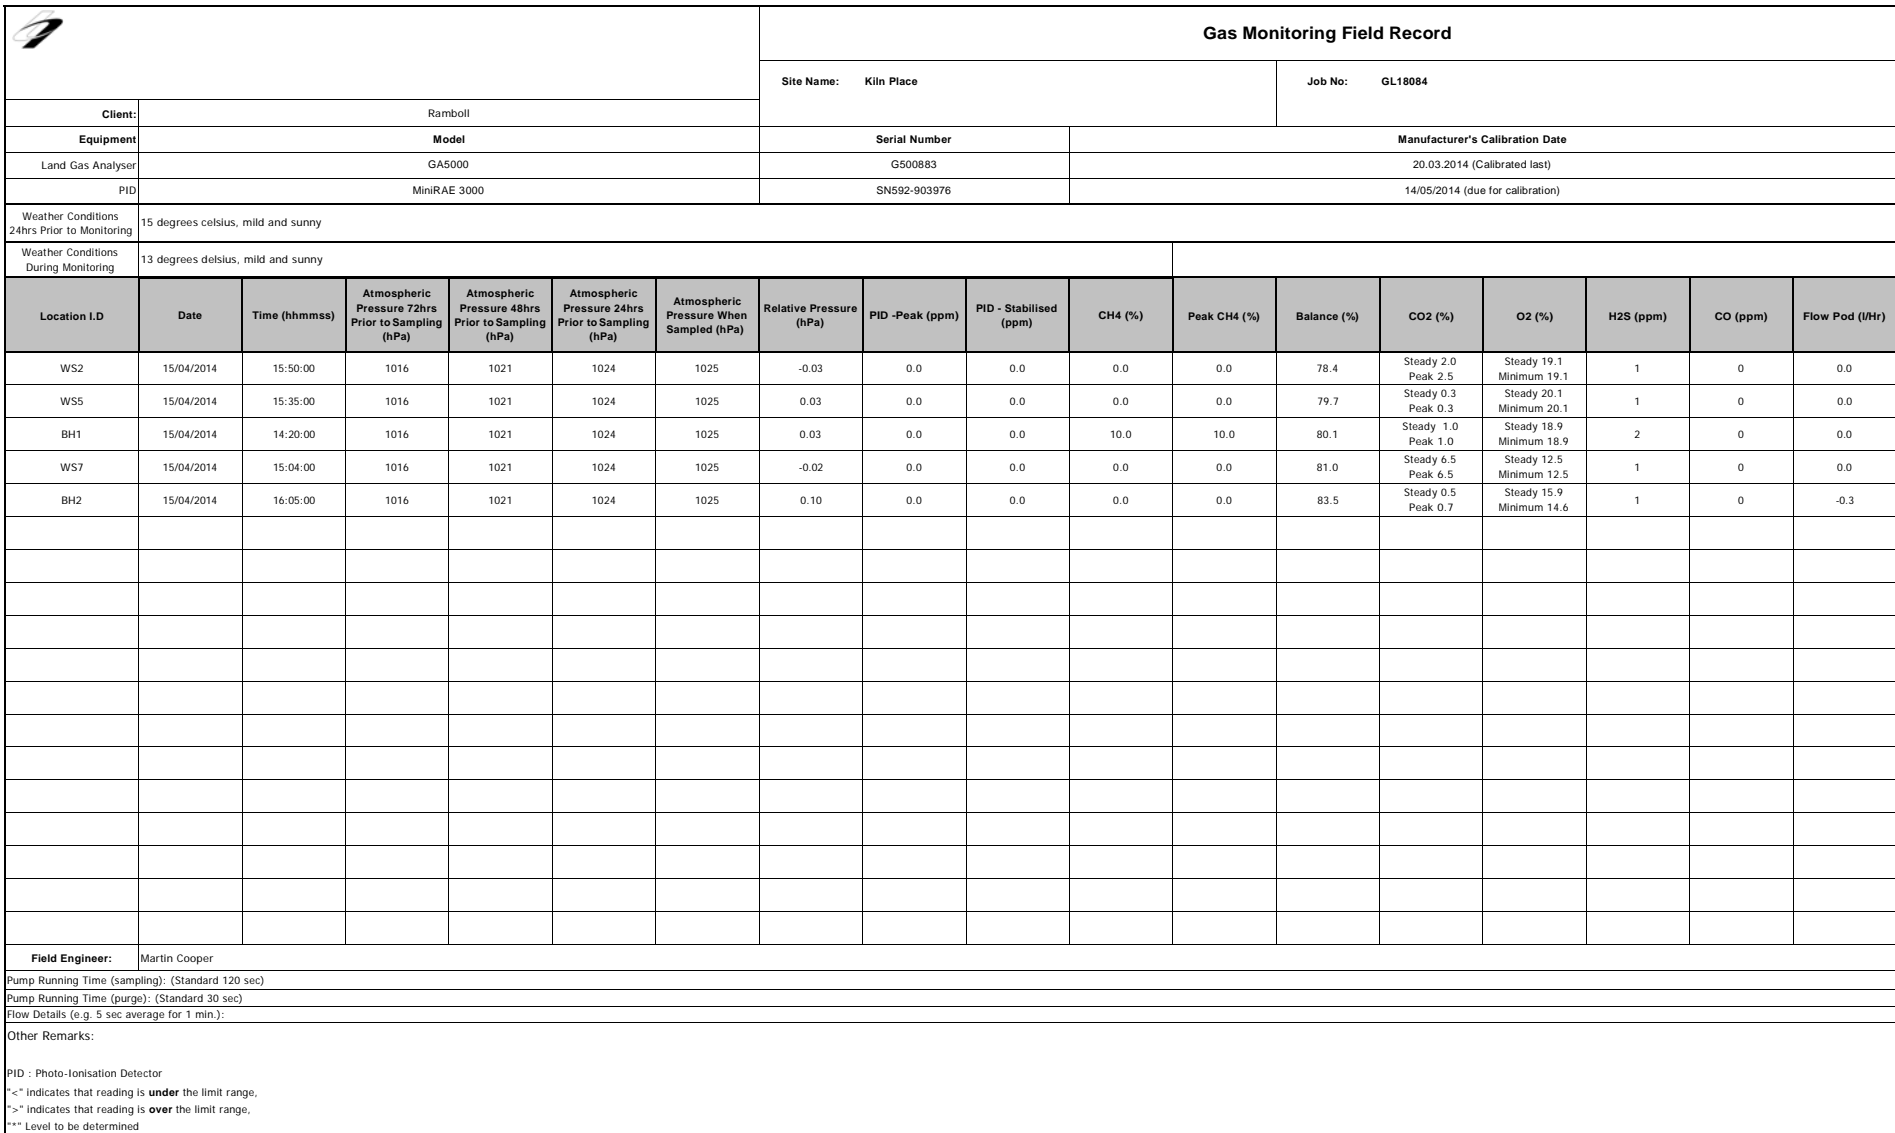 Gas Monitoring Field Record
Site Name: Kiln Place Job No: GL18084
Client: Ramboll
Equipment Model Serial Number Manufacturer's Calibration Date
Land Gas Analyser GA5000 G500883 20.03.2014 (Calibrated last)
PID MiniRAE 3000 SN592-903976 14/05/2014 (due for calibration)
Weather Conditions
24hrs Prior to Monitoring 15 degrees celsius, mild and sunny
Weather Conditions
During Monitoring 13 degrees delsius, mild and sunny
Location I.D Date Time (hhmmss) Atmospheric Pressure 72hrs Prior to Sampling (hPa) Atmospheric Pressure 48hrs Prior to Sampling (hPa) Atmospheric Pressure 24hrs Prior to Sampling (hPa) Atmospheric Pressure When Sampled (hPa) Relative Pressure (hPa) PID -Peak (ppm) PID - Stabilised (ppm) CH4 (%) Peak CH4 (%) Balance (%) CO2 (%) O2 (%) H2S (ppm) CO (ppm) Flow Pod (l/Hr)
WS2 15/04/2014 15:50:00 1016 1021 1024 1025 -0.03 0.0 0.0 0.0 0.0 78.4 Steady 2.0 Peak 2.5 Steady 19.1 Minimum 19.1 1 0 0.0
WS5 15/04/2014 15:35:00 1016 1021 1024 1025 0.03 0.0 0.0 0.0 0.0 79.7 Steady 0.3 Peak 0.3 Steady 20.1 Minimum 20.1 1 0 0.0
BH1 15/04/2014 14:20:00 1016 1021 1024 1025 0.03 0.0 0.0 10.0 10.0 80.1 Steady 1.0 Peak 1.0 Steady 18.9 Minimum 18.9 2 0 0.0
WS7 15/04/2014 15:04:00 1016 1021 1024 1025 -0.02 0.0 0.0 0.0 0.0 81.0 Steady 6.5 Peak 6.5 Steady 12.5 Minimum 12.5 1 0 0.0
BH2 15/04/2014 16:05:00 1016 1021 1024 1025 0.10 0.0 0.0 0.0 0.0 83.5 Steady 0.5 Peak 0.7 Steady 15.9 Minimum 14.6 1 0 -0.3
Field Engineer: Martin Cooper
Pump Running Time (sampling): (Standard 120 sec)
Pump Running Time (purge): (Standard 30 sec)
Flow Details (e.g. 5 sec average for 1 min.):
Other Remarks:
PID : Photo-Ionisation Detector
"<" indicates that reading is under the limit range,
">" indicates that reading is over the limit range,
"*" Level to be determined